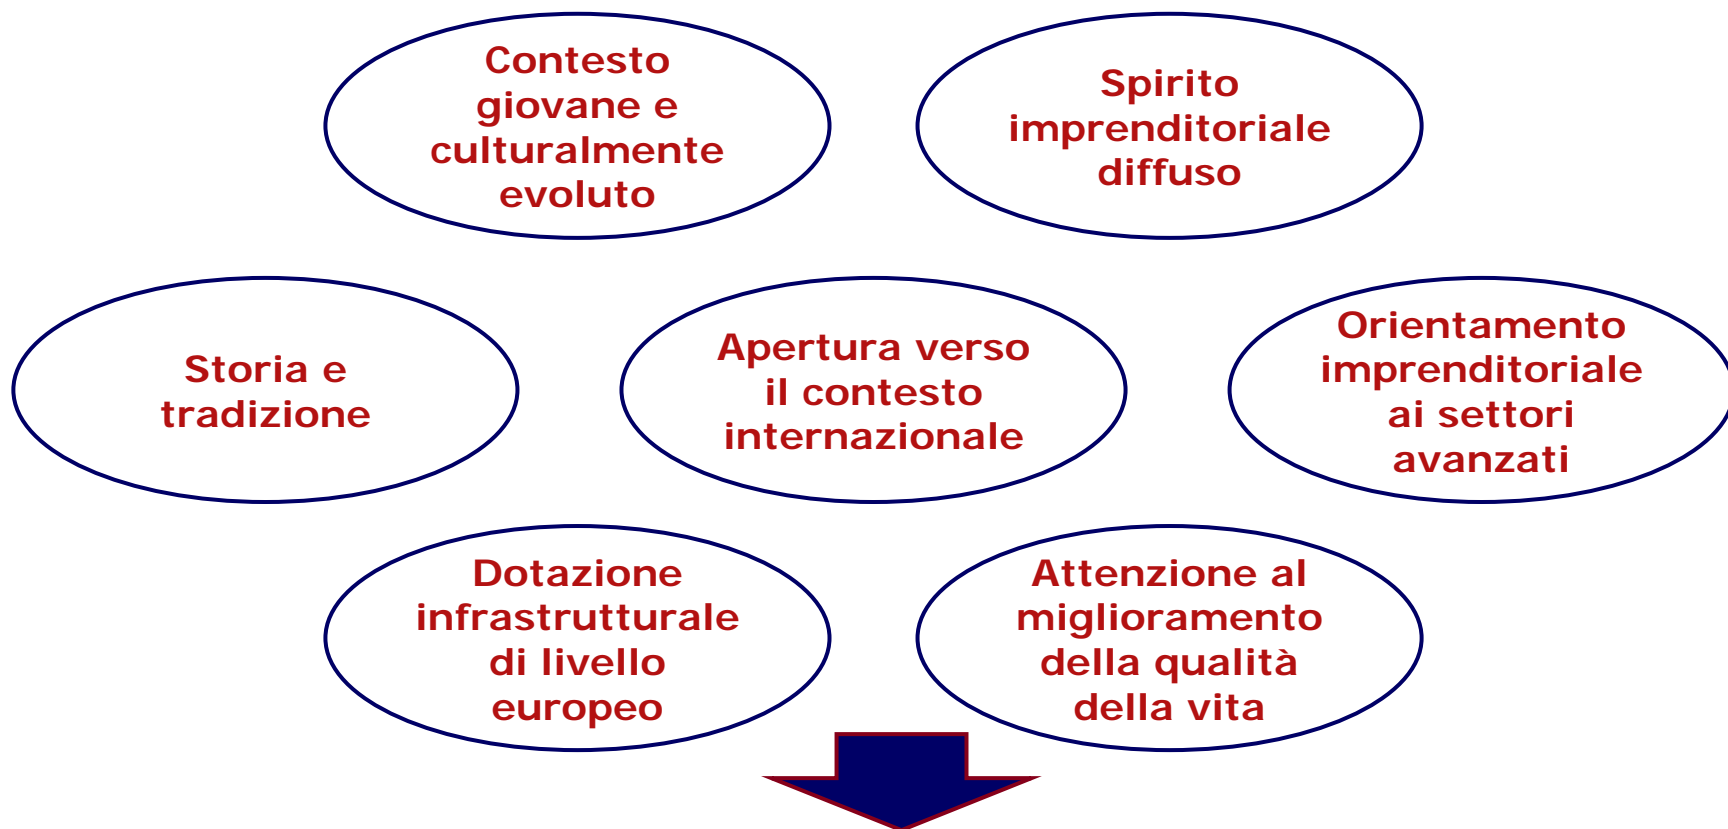 Contesto
giovane e
culturalmente
evoluto
Spirito
imprenditoriale
diffuso
Storia e
tradizione
Apertura verso
il contesto
internazionale
Orientamento
imprenditoriale
ai settori
avanzati
Dotazione
infrastrutturale
di livello
europeo
Attenzione al
miglioramento
della qualità
della vita